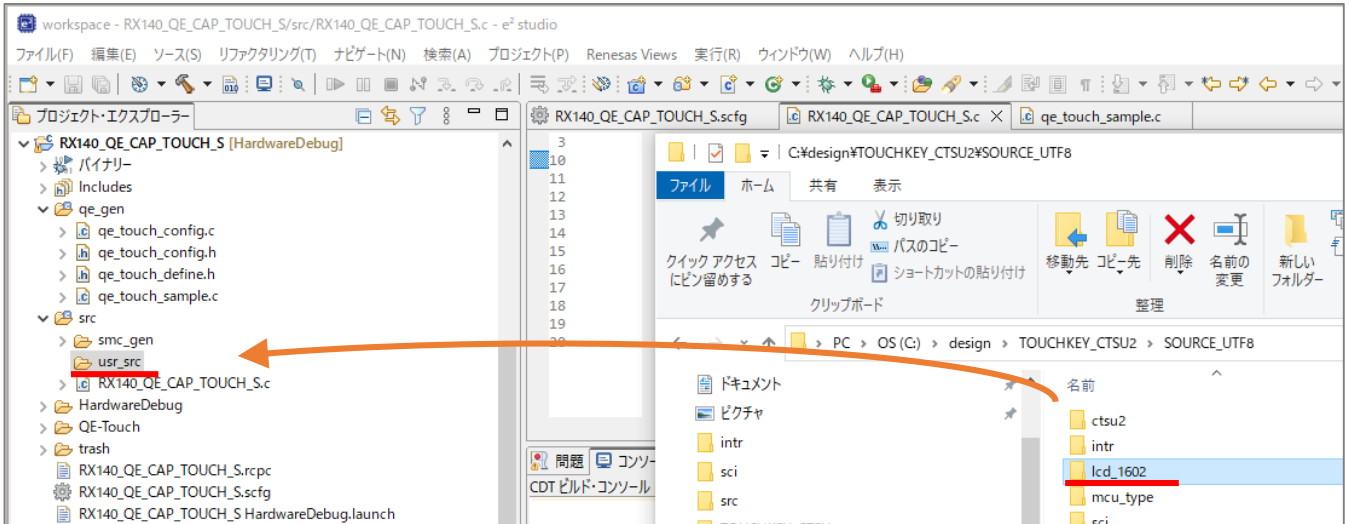 workspace - RX140_QE_CAP_TOUCH_S/src/RX140_QE_CAP_TOUCH_S.c - e² studio
ファイル(F) 編集(E) ソース(S) リファクタリング(T) ナビゲート(N) 検索(A) プロジェクト(P) Renesas Views 実行(R) ウインドウ(W) ヘルプ(H)
プロジェクト・エクスプローラー
RX140_QE_CAP_TOUCH_S [HardwareDebug]
バイナリー
Includes
qe_gen
qe_touch_config.c
qe_touch_config.h
qe_touch_define.h
qe_touch_sample.c
src
smc_gen
usr_src
RX140_QE_CAP_TOUCH_S.c
HardwareDebug
QE-Touch
trash
RX140_QE_CAP_TOUCH_S.rcpc
RX140_QE_CAP_TOUCH_S.scfg
RX140_QE_CAP_TOUCH_S HardwareDebug.launch
RX140_QE_CAP_TOUCH_S.scfg RX140_QE_CAP_TOUCH_S.c qe_touch_sample.c
3
10
11
12
13
14
15
16
17
18
19
20
問題 コンソー
CDT ビルド・コンソール
C:¥design¥TOUCHKEY_CTSU2¥SOURCE_UTF8
ファイル ホーム 共有 表示
クイック アクセス
にピン留めする
コピー
貼り付け
切り取り
パスのコピー
ショートカットの貼り付け
クリップボード
移動先
コピー先
削除
名前の
変更
整理
新しい
フォルダー
PC › OS (C:) › design › TOUCHKEY_CTSU2 › SOURCE_UTF8
ドキュメント
ピクチャ
intr
sci
src
名前
ctsu2
intr
lcd_1602
mcu_type
sci